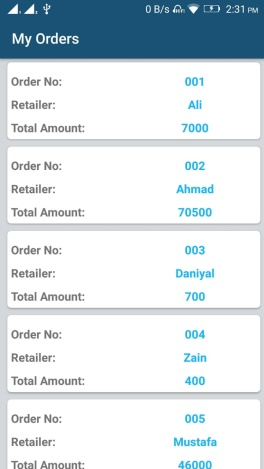 0 B/s 2:31 PM
My Orders
Order No: 001
Retailer: Ali
Total Amount: 7000
Order No: 002
Retailer: Ahmad
Total Amount: 70500
Order No: 003
Retailer: Daniyal
Total Amount: 700
Order No: 004
Retailer: Zain
Total Amount: 400
Order No: 005
Retailer: Mustafa
Total Amount: 46000